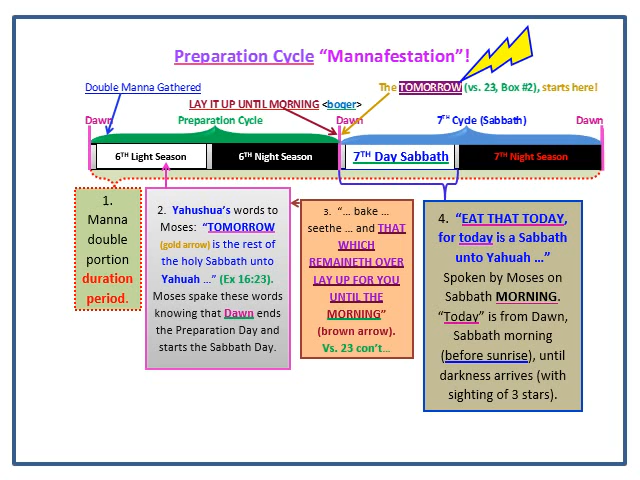 Preparation Cycle “Mannafestation”!
Double Manna Gathered
The TOMORROW (vs. 23, Box #2), starts here!
LAY IT UP UNTIL MORNING <boger>
Dawn
Preparation Cycle
Dawn
7TH Cycle (Sabbath)
Dawn
6TH Light Season
6TH Night Season
7TH Day Sabbath
7TH Night Season
1.
Manna
double
portion
duration
period.
2. Yahushua’s words to
Moses: “TOMORROW
(gold arrow) is the rest of
the holy Sabbath unto
Yahuah …” (Ex 16:23).
Moses spake these words
knowing that Dawn ends
the Preparation Day and
starts the Sabbath Day.
3. “… bake …
seethe … and THAT
WHICH
REMAINETH OVER
LAY UP FOR YOU
UNTIL THE
MORNING”
(brown arrow).
Vs. 23 con’t…
4. “EAT THAT TODAY,
for today is a Sabbath
unto Yahuah …”
Spoken by Moses on
Sabbath MORNING.
“Today” is from Dawn,
Sabbath morning
(before sunrise), until
darkness arrives (with
sighting of 3 stars).